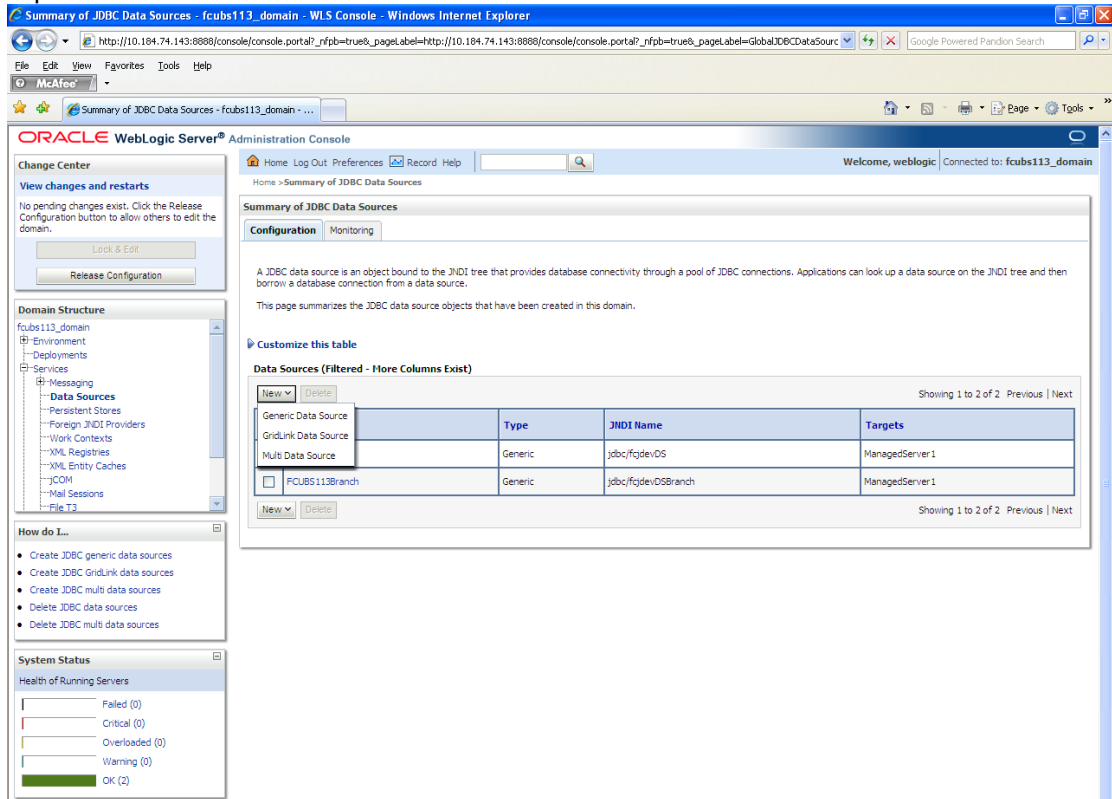 Summary of JDBC Data Sources - fcubs113_domain - WLS Console - Windows Internet Explorer
http://10.184.74.143:8888/console/console.portal?_nfpb=true&_pageLabel=http://10.184.74.143:8888/console/console.portal?_nfpb=true&_pageLabel=GlobalJDBCDataSourc
Google Powered Pandion Search
File Edit View Favorites Tools Help
McAfee
Summary of JDBC Data Sources - fcubs113_domain - ...
Page Tools
ORACLE WebLogic Server® Administration Console
Change Center
View changes and restarts
No pending changes exist. Click the Release
Configuration button to allow others to edit the
domain.
Lock & Edit
Release Configuration
Domain Structure
fcubs113_domain
Environment
Deployments
Services
Messaging
Data Sources
Persistent Stores
Foreign JNDI Providers
Work Contexts
XML Registries
XML Entity Caches
jCOM
Mail Sessions
File T3
How do I...
Create JDBC generic data sources
Create JDBC GridLink data sources
Create JDBC multi data sources
Delete JDBC data sources
Delete JDBC multi data sources
System Status
Health of Running Servers
Failed (0)
Critical (0)
Overloaded (0)
Warning (0)
OK (2)
Home Log Out Preferences Record Help
Welcome, weblogic Connected to: fcubs113_domain
Home >Summary of JDBC Data Sources
Summary of JDBC Data Sources
Configuration Monitoring
A JDBC data source is an object bound to the JNDI tree that provides database connectivity through a pool of JDBC connections. Applications can look up a data source on the JNDI tree and then
borrow a database connection from a data source.
This page summarizes the JDBC data source objects that have been created in this domain.
Customize this table
Data Sources (Filtered - More Columns Exist)
New Delete
Showing 1 to 2 of 2 Previous | Next
Generic Data Source
GridLink Data Source
Multi Data Source
Type JNDI Name Targets
Generic jdbc/fcjdevDS ManagedServer1
FCUBS113Branch Generic jdbc/fcjdevDSBranch ManagedServer1
New Delete
Showing 1 to 2 of 2 Previous | Next